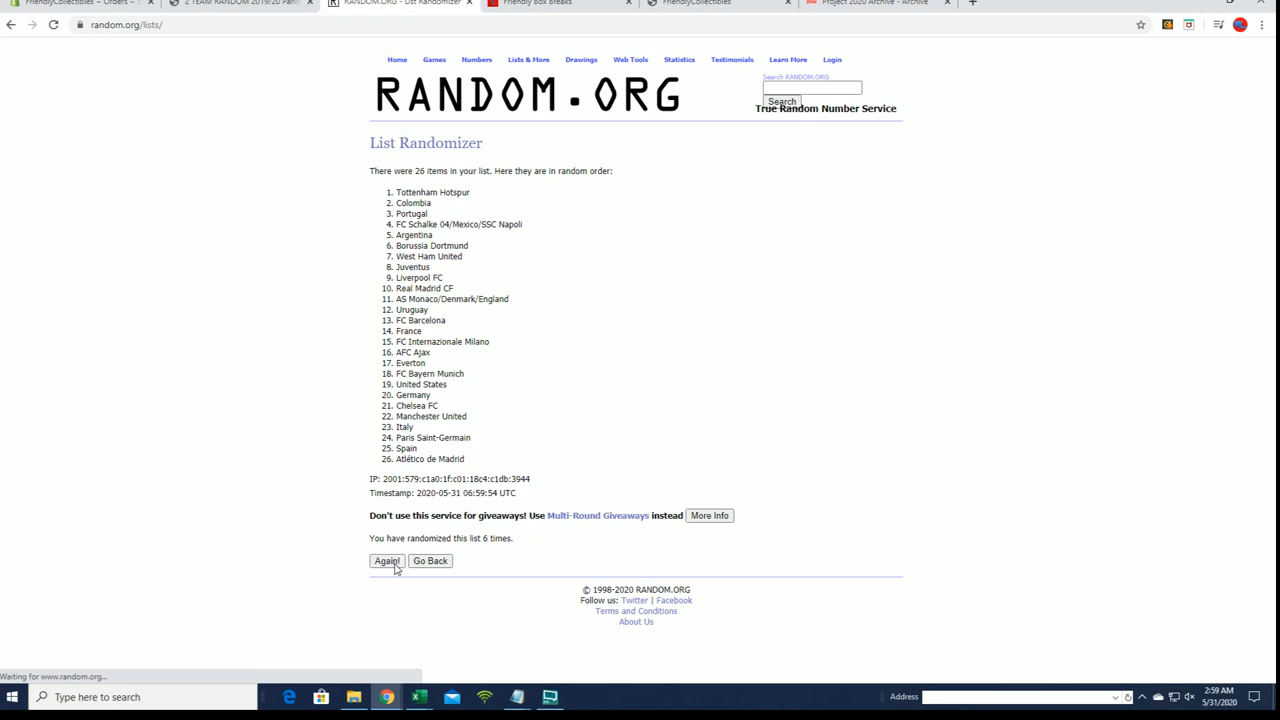 FriendlyCollectibles ~ Orders ~
2 TEAM RANDOM 2019/20 Panini
RANDOM.ORG - List Randomizer
Friendly Box Breaks
FriendlyCollectibles
Project 2020 Archive - Archive
random.org/lists/
Home Games Numbers Lists & More Drawings Web Tools Statistics Testimonials Learn More Login
RANDOM.ORG
Search RANDOM.ORG
Search
True Random Number Service
List Randomizer
There were 26 items in your list. Here they are in random order:
1. Tottenham Hotspur
2. Colombia
3. Portugal
4. FC Schalke 04/Mexico/SSC Napoli
5. Argentina
6. Borussia Dortmund
7. West Ham United
8. Juventus
9. Liverpool FC
10. Real Madrid CF
11. AS Monaco/Denmark/England
12. Uruguay
13. FC Barcelona
14. France
15. FC Internazionale Milano
16. AFC Ajax
17. Everton
18. FC Bayern Munich
19. United States
20. Germany
21. Chelsea FC
22. Manchester United
23. Italy
24. Paris Saint-Germain
25. Spain
26. Atlético de Madrid
IP: 2001:579:c1a0:1f:c01:18c4:c1db:3944
Timestamp: 2020-05-31 06:59:54 UTC
Don't use this service for giveaways! Use Multi-Round Giveaways instead More Info
You have randomized this list 6 times.
Again! Go Back
© 1998-2020 RANDOM.ORG
Follow us: Twitter | Facebook
Terms and Conditions
About Us
Waiting for www.random.org...
Type here to search
Address
2:59 AM
5/31/2020